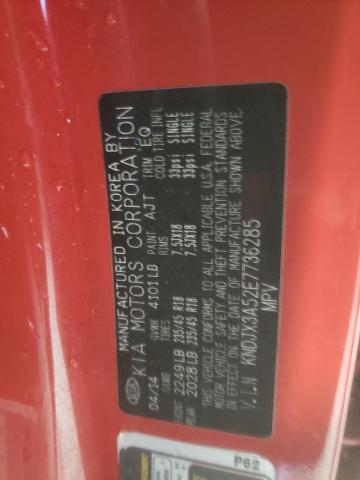 MANUFACTURED IN KOREA BY
KIA MOTORS CORPORATION
04/14 GVWR 4101LB PAINT AJT TRIM EQ
GAWR TIRES RIMS COLD TIRE INFL
FRONT 2249LB 235/45 R18 7.5JX18 33psi SINGLE
REAR 2028LB 235/45 R18 7.5JX18 33psi SINGLE
THIS VEHICLE CONFORMS TO ALL APPLICABLE U.S.A. FEDERAL
MOTOR VEHICLE SAFETY AND THEFT PREVENTION STANDARDS
IN EFFECT ON THE DATE OF MANUFACTURE SHOWN ABOVE.
V.I.N KNDJX3A52E7736285
MPV
P62